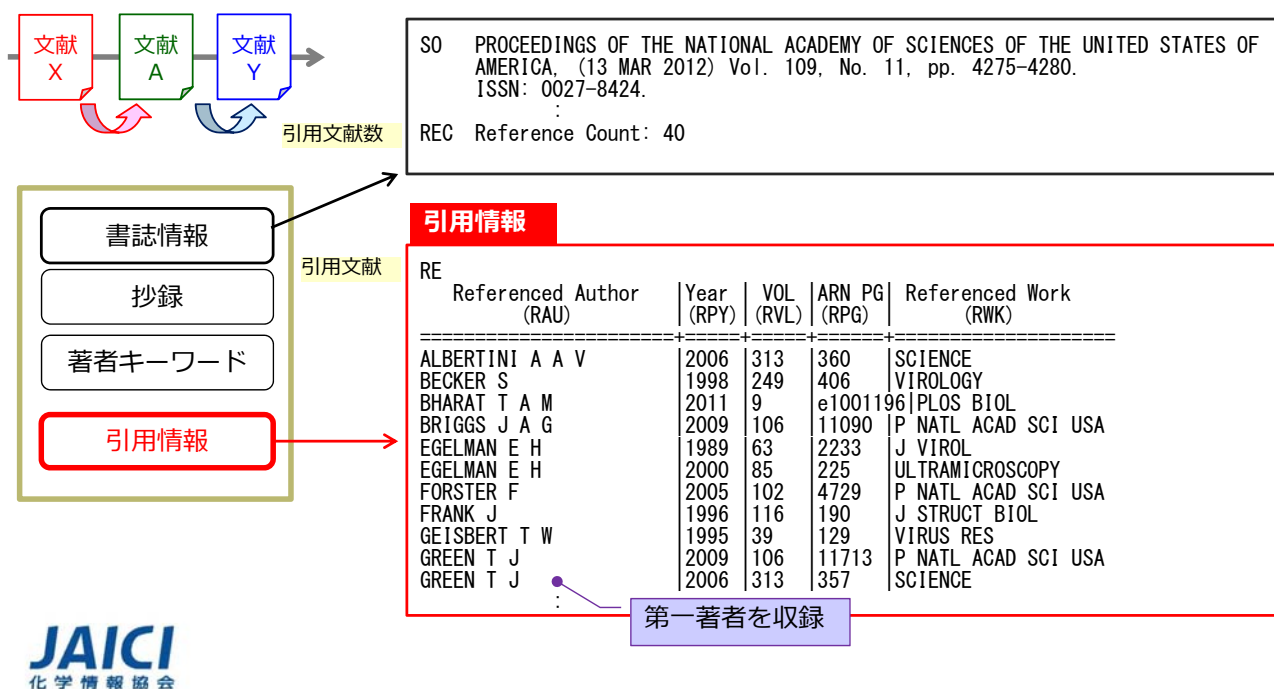 文献
X
文献
A
文献
Y
SO PROCEEDINGS OF THE NATIONAL ACADEMY OF SCIENCES OF THE UNITED STATES OF
AMERICA, (13 MAR 2012) Vol. 109, No. 11, pp. 4275-4280.
ISSN: 0027-8424.
:
引用文献数
REC Reference Count: 40
書誌情報
抄録
著者キーワード
引用情報
引用情報
引用文献
RE
Referenced Author |Year | VOL |ARN PG| Referenced Work
(RAU) |(RPY)|(RVL)|(RPG) | (RWK)
========================+=====+=====+======+=====================
ALBERTINI A A V |2006 |313 |360 |SCIENCE
BECKER S |1998 |249 |406 |VIROLOGY
BHARAT T A M |2011 |9 |e1001196|PLOS BIOL
BRIGGS J A G |2009 |106 |11090 |P NATL ACAD SCI USA
EGELMAN E H |1989 |63 |2233 |J VIROL
EGELMAN E H |2000 |85 |225 |ULTRAMICROSCOPY
FORSTER F |2005 |102 |4729 |P NATL ACAD SCI USA
FRANK J |1996 |116 |190 |J STRUCT BIOL
GEISBERT T W |1995 |39 |129 |VIRUS RES
GREEN T J |2009 |106 |11713 |P NATL ACAD SCI USA
GREEN T J |2006 |313 |357 |SCIENCE
:
第一著者を収録
JAICI
化学情報協会